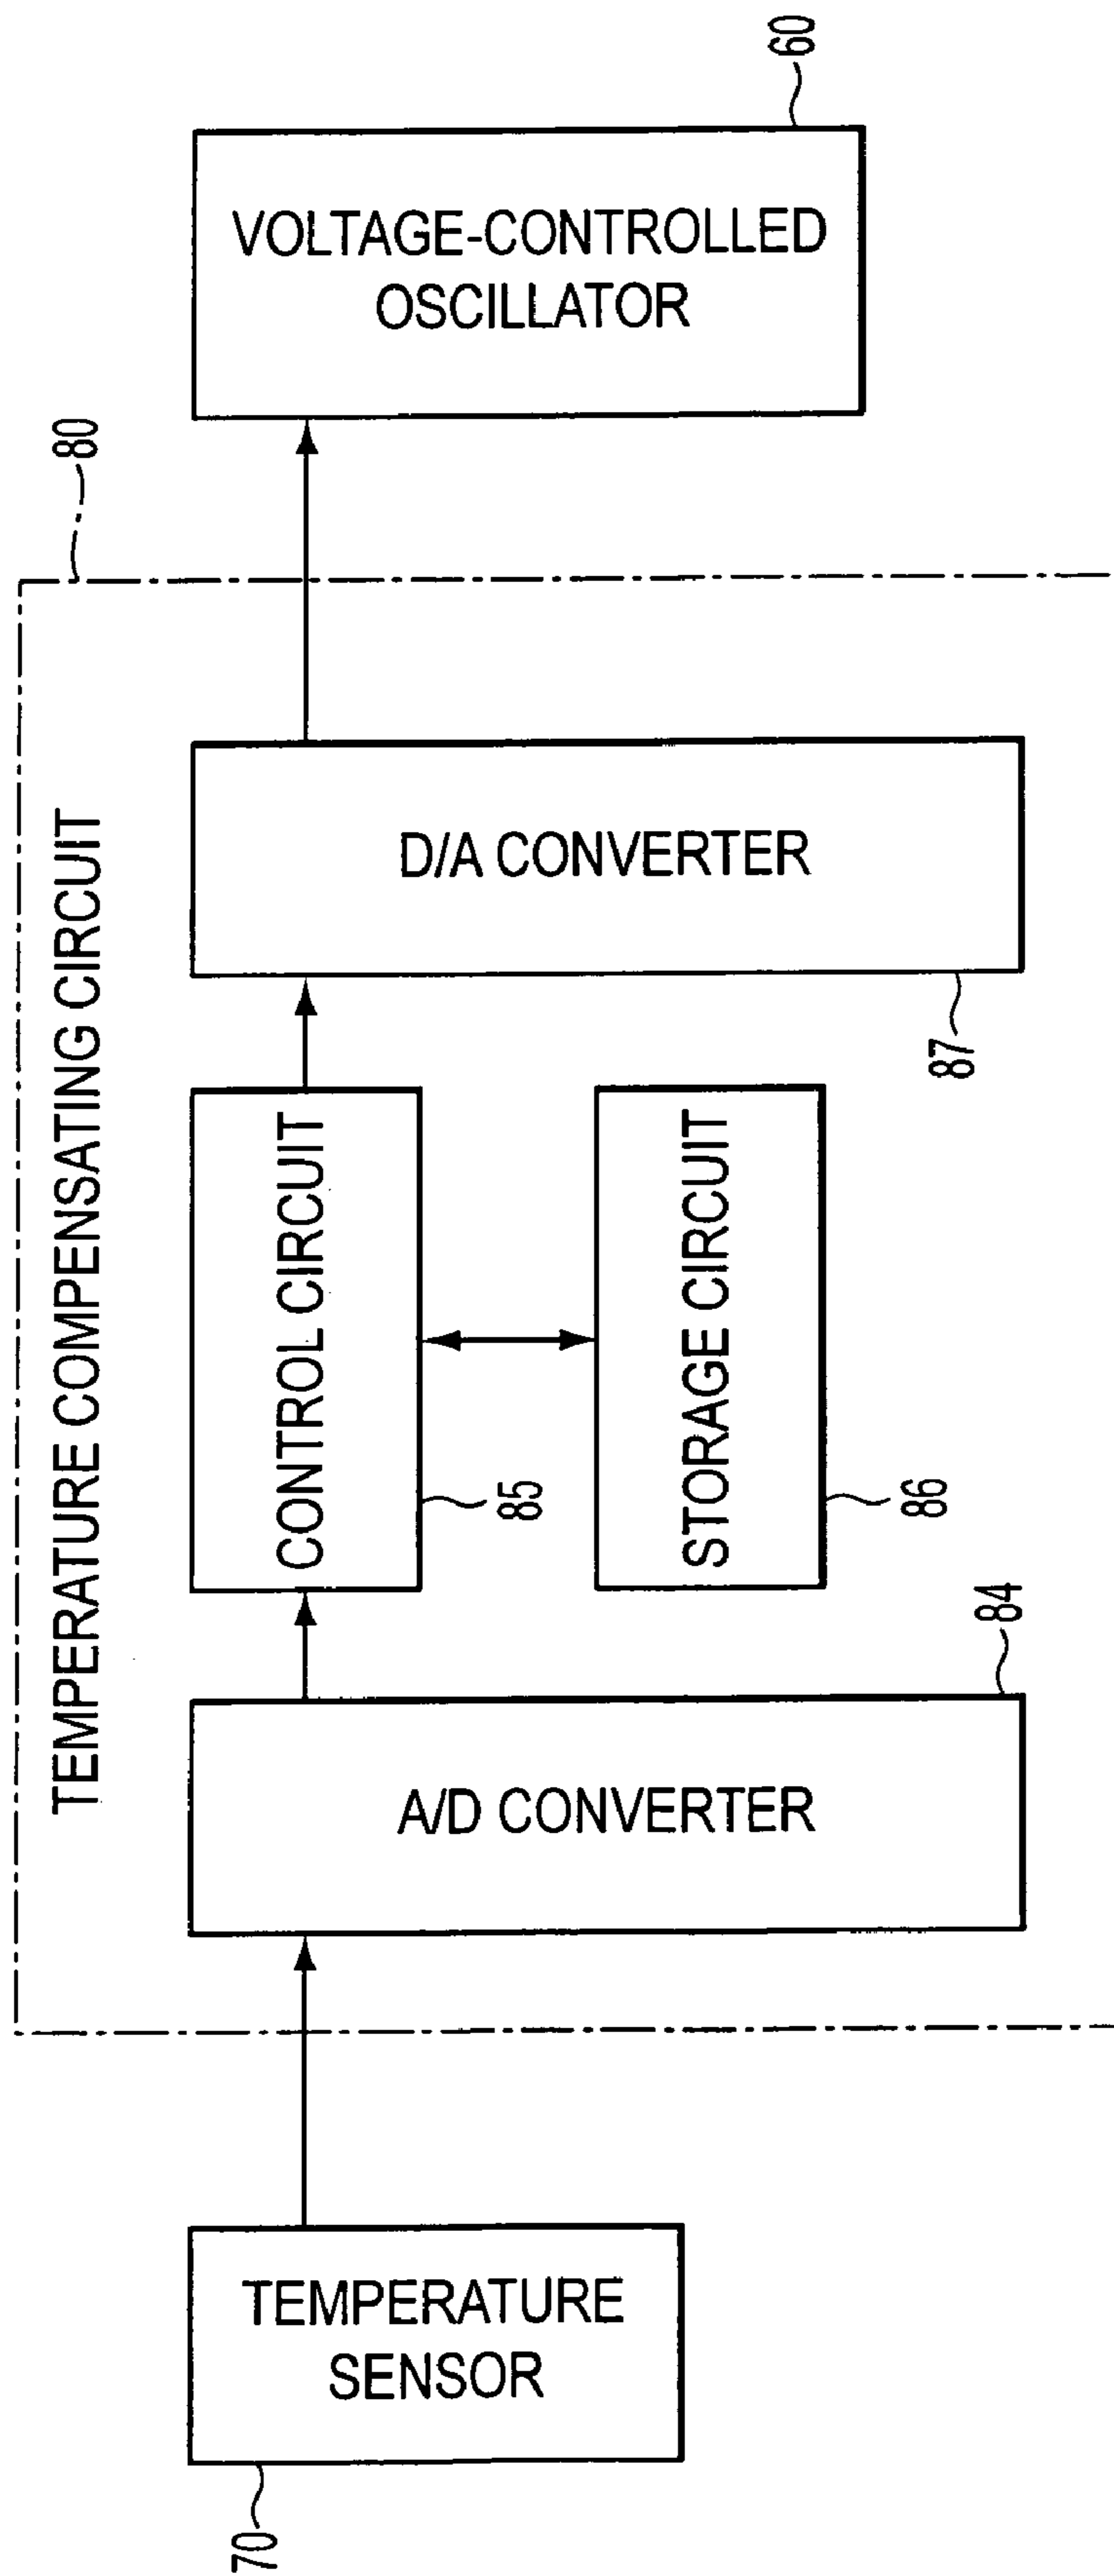 TEMPERATURE COMPENSATING CIRCUIT
80
TEMPERATURE
SENSOR
70
A/D CONVERTER
84
CONTROL CIRCUIT
85
STORAGE CIRCUIT
86
D/A CONVERTER
87
VOLTAGE-CONTROLLED
OSCILLATOR
60